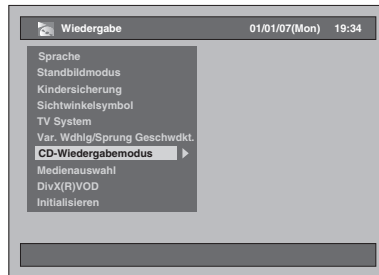 Wiedergabe 01/01/07(Mon) 19:34
Sprache
Standbildmodus
Kindersicherung
Sichtwinkelsymbol
TV System
Var. Wdhlg/Sprung Geschwdkt.
CD-Wiedergabemodus
Medienauswahl
DivX(R)VOD
Initialisieren